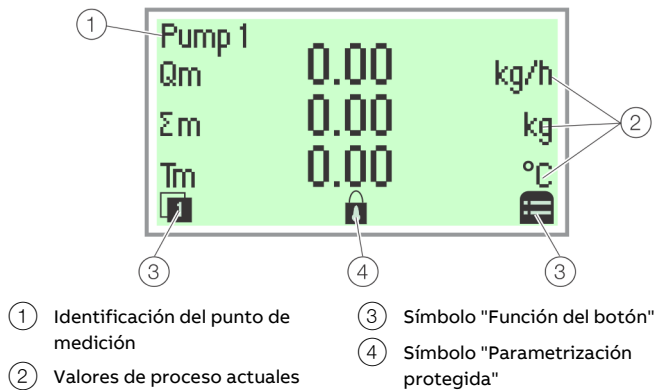 1
Pump 1
Qm 0.00 kg/h
Σm 0.00 kg
2
Tm 0.00 °C
1
3 4 3
1 Identificación del punto de
medición
2 Valores de proceso actuales
3 Símbolo "Función del botón"
4 Símbolo "Parametrización
protegida"